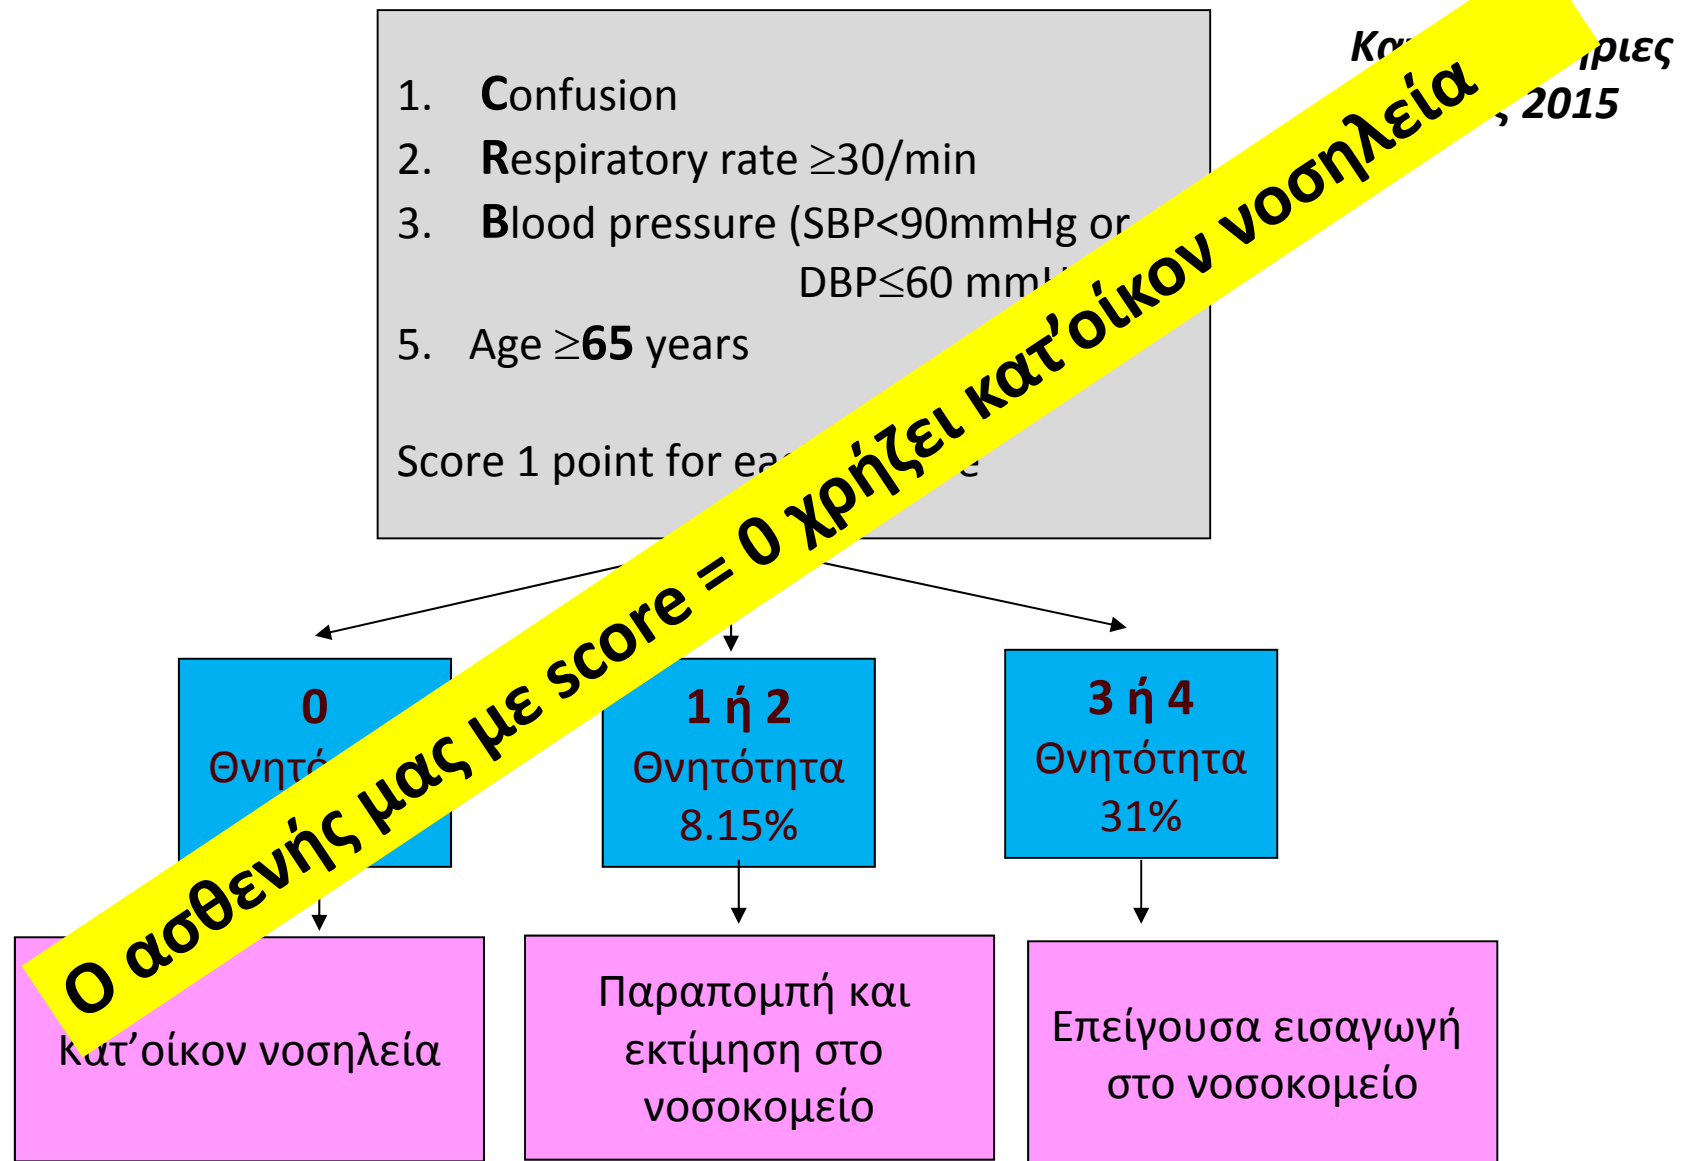 1. Confusion
2. Respiratory rate ≥30/min
3. Blood pressure (SBP<90mmHg or
DBP≤60
5. Age ≥65 years
Score 1 point for
2015
Ο ασθενής μας με score = 0 χρήζει κατ’οίκον νοσηλεία
0
1 ή 2
Θνητότητα
8.15%
3 ή 4
Θνητότητα
31%
Κατ’οίκον νοσηλεία
Παραπομπή και
εκτίμηση στο
νοσοκομείο
Επείγουσα εισαγωγή
στο νοσοκομείο